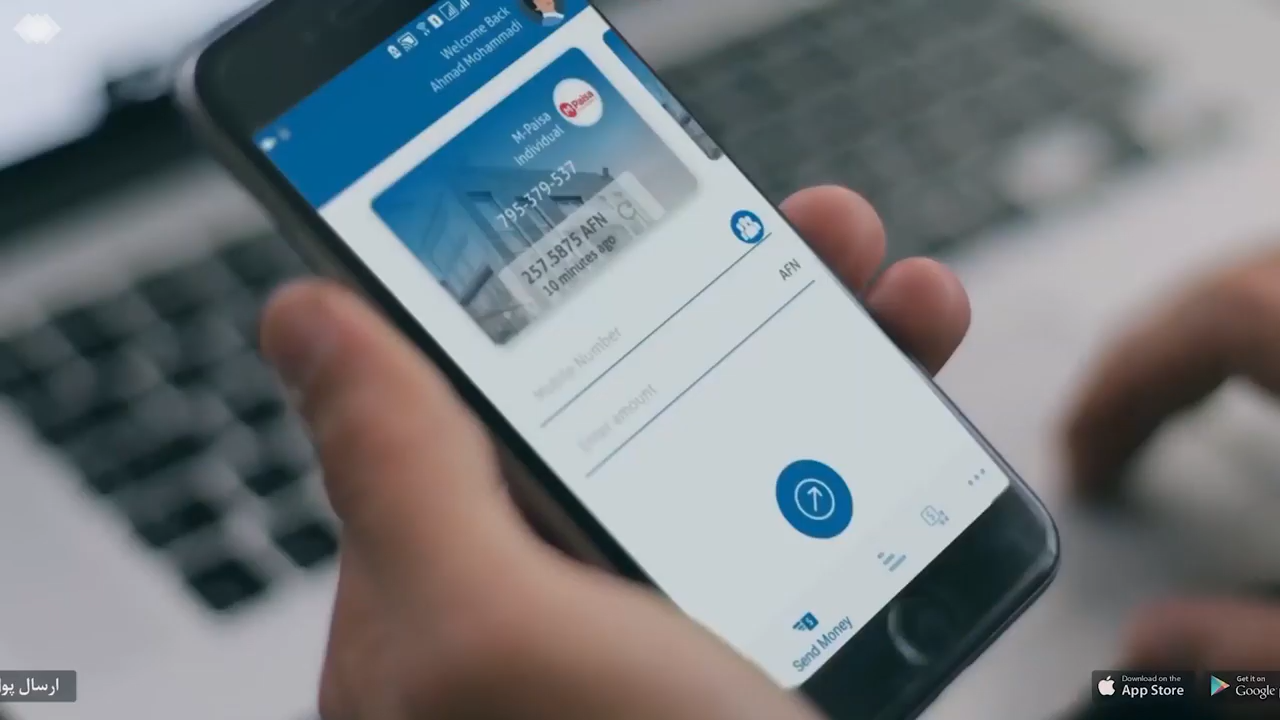 Welcome Back
Ahmad Mohammadi
M-Paisa
M-Paisa
Individual
795-379-537
257.5875 AFN
10 minutes ago
Mobile Number
AFN
Enter amount
Send Money
ارسال پول
Download on the
App Store
Get it on
Google